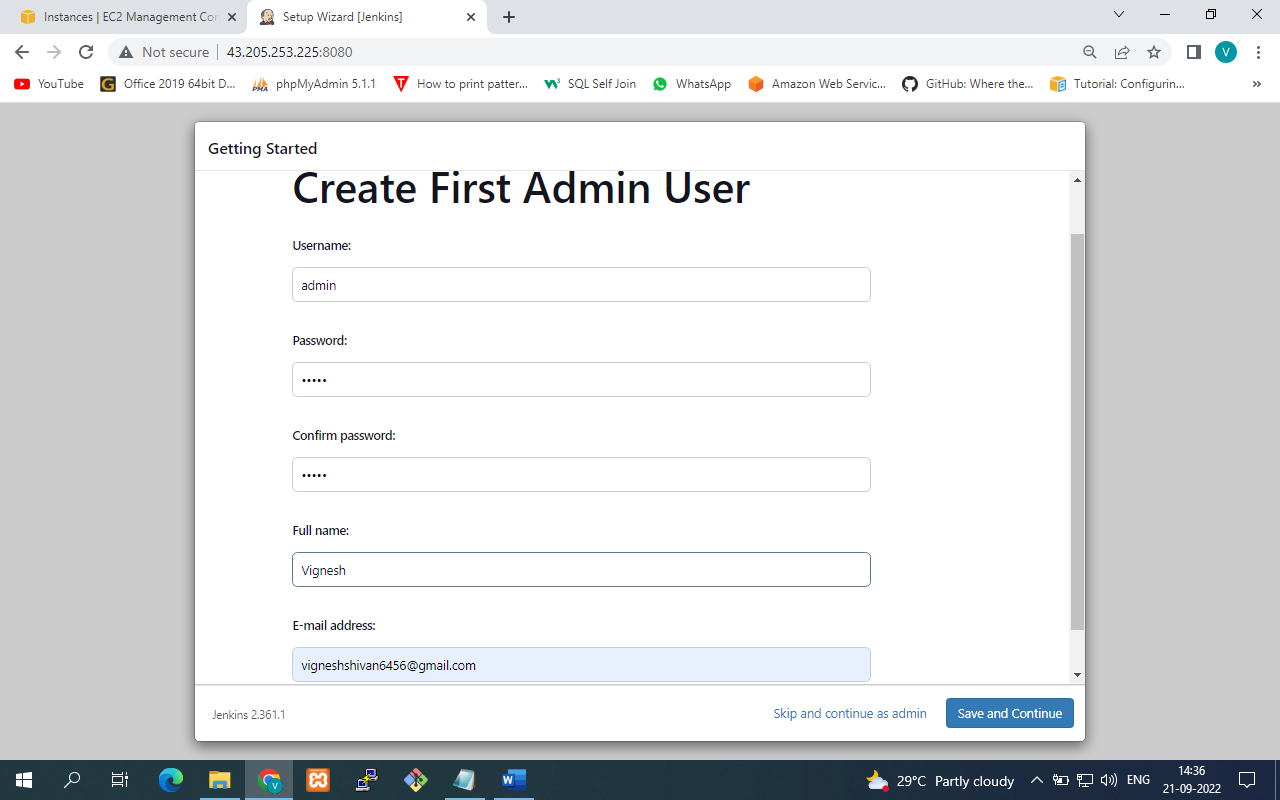 Instances | EC2 Management Con
Setup Wizard [Jenkins]
Not secure
43.205.253.225:8080
V
YouTube
Office 2019 64bit D...
phpMyAdmin 5.1.1
How to print patter...
SQL Self Join
WhatsApp
Amazon Web Servic...
GitHub: Where the...
Tutorial: Configurin...
»
Getting Started
Create First Admin User
Username:
admin
Password:
•••••
Confirm password:
•••••
Full name:
Vignesh
E-mail address:
vigneshshivan6456@gmail.com
Jenkins 2.361.1
Skip and continue as admin
Save and Continue
29°C Partly cloudy
ENG
14:36
21-09-2022